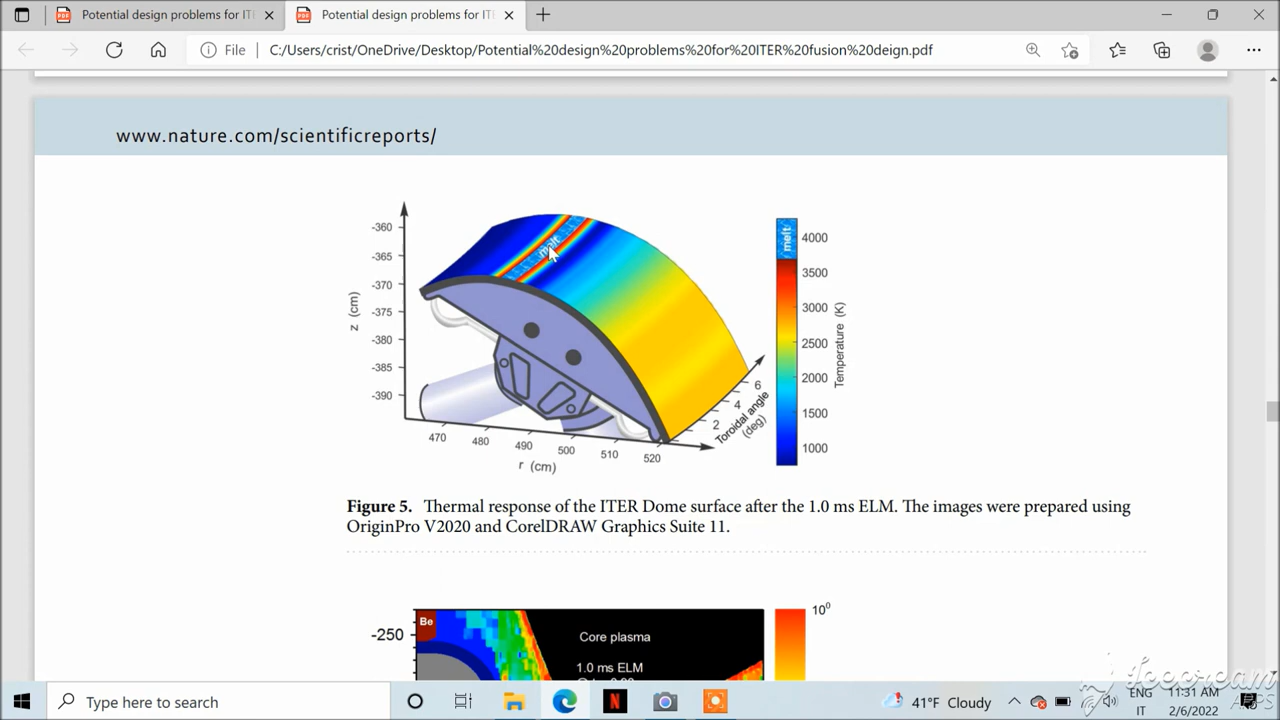 Potential design problems for ITE
Potential design problems for ITI
File
C:/Users/crist/OneDrive/Desktop/Potential%20design%20problems%20for%20ITER%20fusion%20deign.pdf
www.nature.com/scientificreports/
-360
-365
-370
-375
-380
-385
-390
z (cm)
470
480
490
500
510
520
r (cm)
2
4
6
Toroidal angle
(deg)
melt
melt
4000
3500
3000
2500
2000
1500
1000
Temperature (K)
Figure 5. Thermal response of the ITER Dome surface after the 1.0 ms ELM. The images were prepared using
OriginPro V2020 and CorelDRAW Graphics Suite 11.
Be
-250
Core plasma
1.0 ms ELM
10⁰
Icecream
APPS
Type here to search
41°F Cloudy
ENG
IT
11:31 AM
2/6/2022